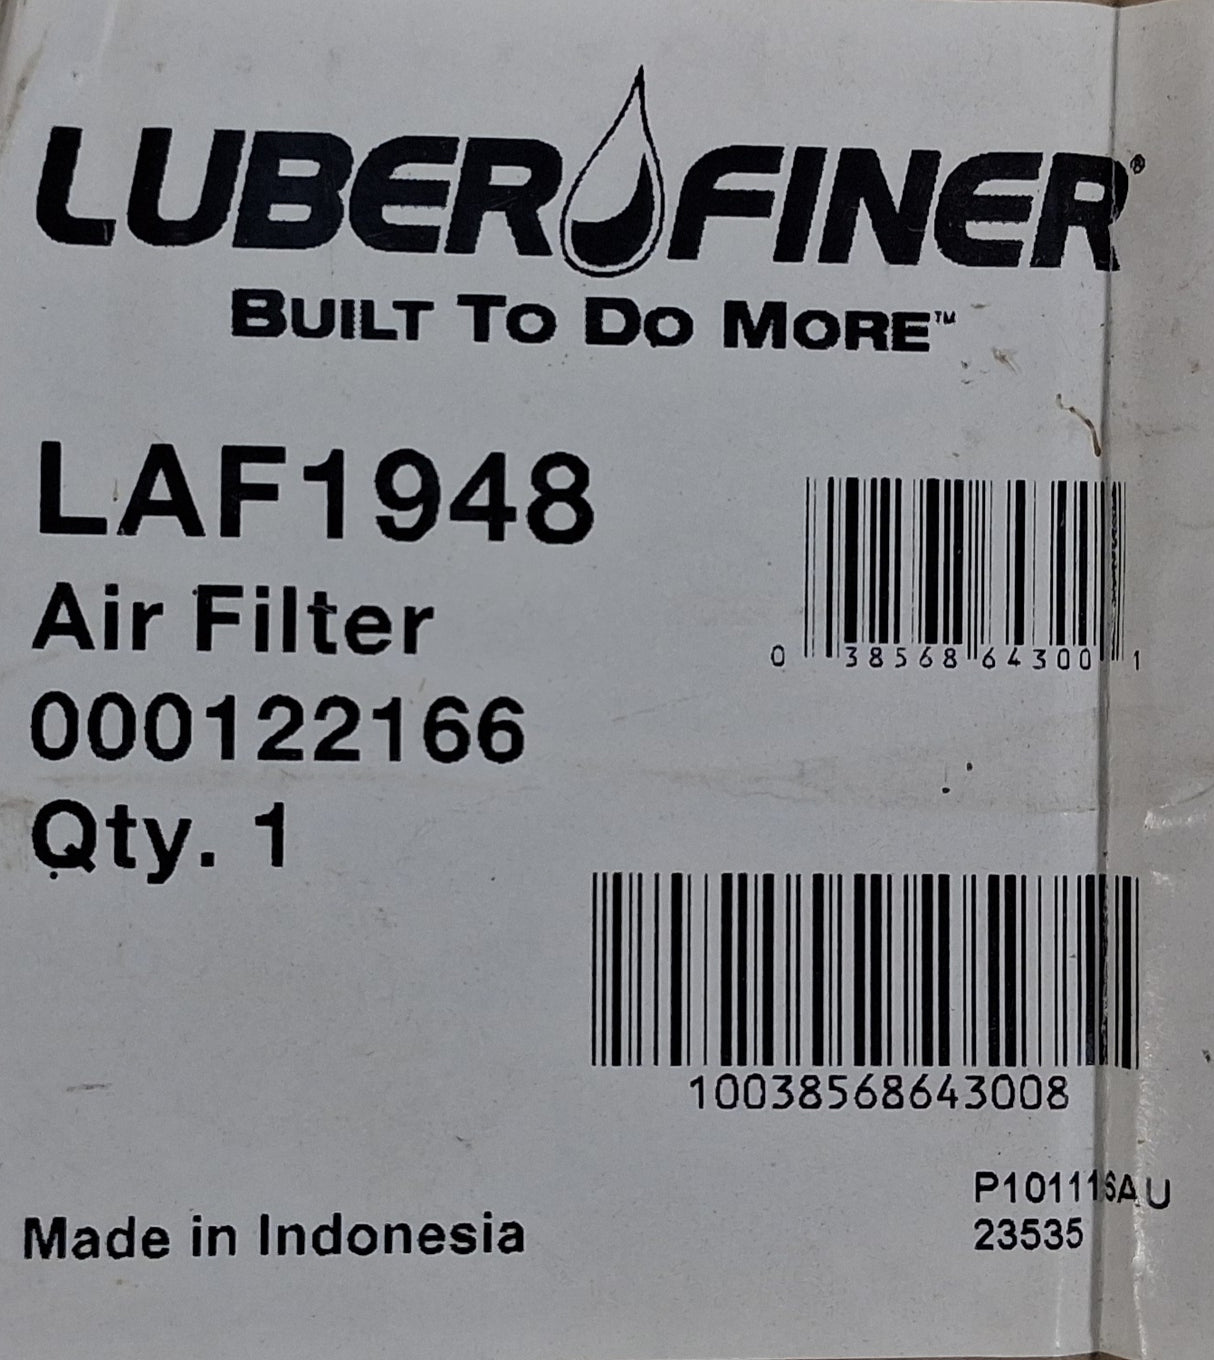 LUBERFINER®
BUILT TO DO MORE™
LAF1948
Air Filter
0 38568 64300 1
000122166
Qty. 1
10038568643008
P101116AU
23535
Made in Indonesia